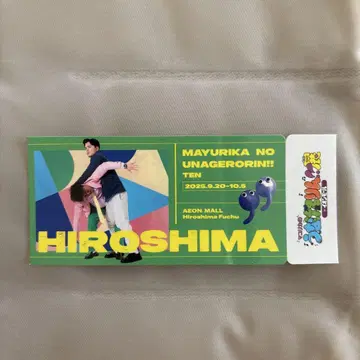 MAYURIKA NO
UNAGERORIN!!
TEN
2025.9.20-10.5
AEON MALL
Hiroshima Fuchu
HIROSHIMA